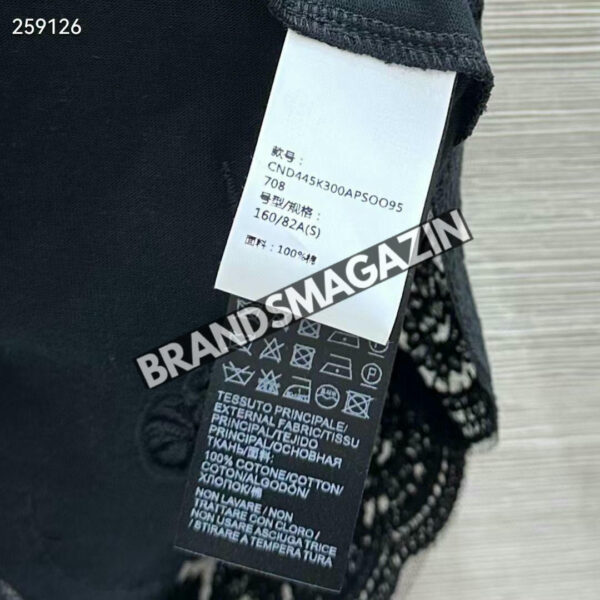 259126
款号：
CND445K300APSOO95
708
号型/规格：
160/82A(S)
面料：100%棉
BRANDSMAGAZIN
TESSUTO PRINCIPALE/
EXTERNAL FABRIC/TISSU
PRINCIPAL/TEJIDO
PRINCIPAL/ОСНОВНАЯ
ТКАНЬ/面料：
100% COTONE/COTTON/
COTON/ALGODÓN/
ХЛОПОК/棉
NON LAVARE / NON
TRATTARE CON CLORO /
NON USARE ASCIUGATRICE
/ STIRARE A TEMPERATURA